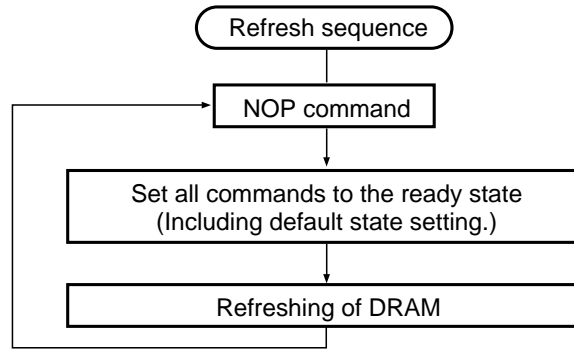 Refresh sequence
NOP command
Set all commands to the ready state
(Including default state setting.)
Refreshing of DRAM